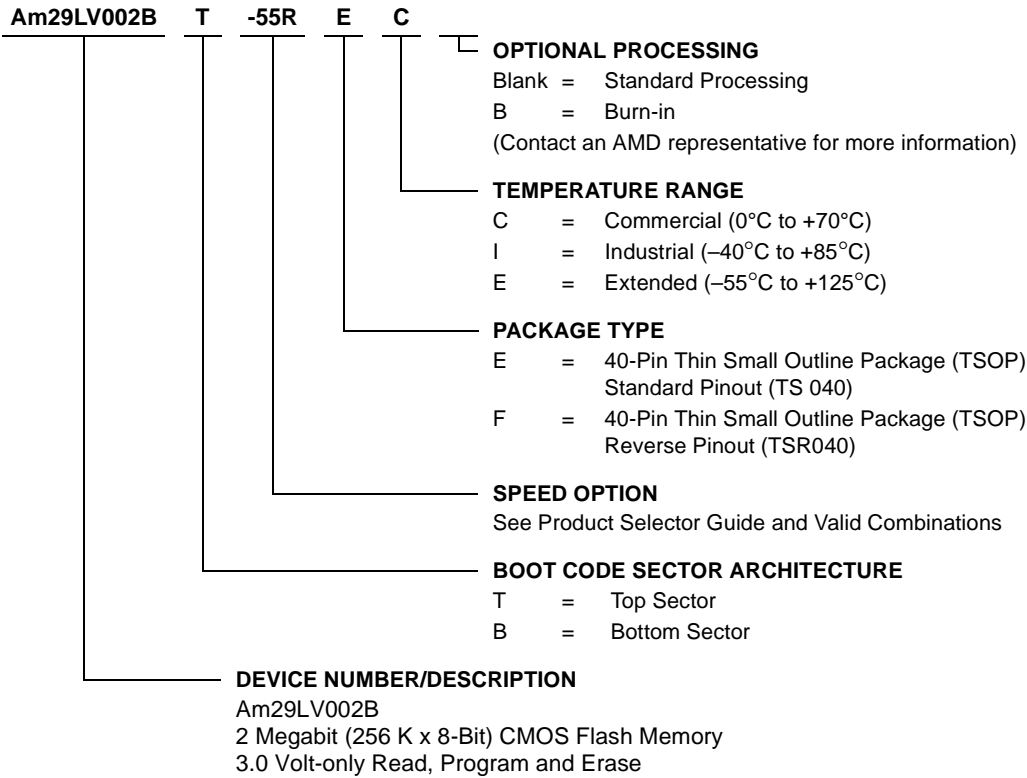 Am29LV002B T -55R E C
OPTIONAL PROCESSING
Blank = Standard Processing
B = Burn-in
(Contact an AMD representative for more information)
TEMPERATURE RANGE
C = Commercial (0°C to +70°C)
I = Industrial (–40°C to +85°C)
E = Extended (–55°C to +125°C)
PACKAGE TYPE
E = 40-Pin Thin Small Outline Package (TSOP)
Standard Pinout (TS 040)
F = 40-Pin Thin Small Outline Package (TSOP)
Reverse Pinout (TSR040)
SPEED OPTION
See Product Selector Guide and Valid Combinations
BOOT CODE SECTOR ARCHITECTURE
T = Top Sector
B = Bottom Sector
DEVICE NUMBER/DESCRIPTION
Am29LV002B
2 Megabit (256 K x 8-Bit) CMOS Flash Memory
3.0 Volt-only Read, Program and Erase